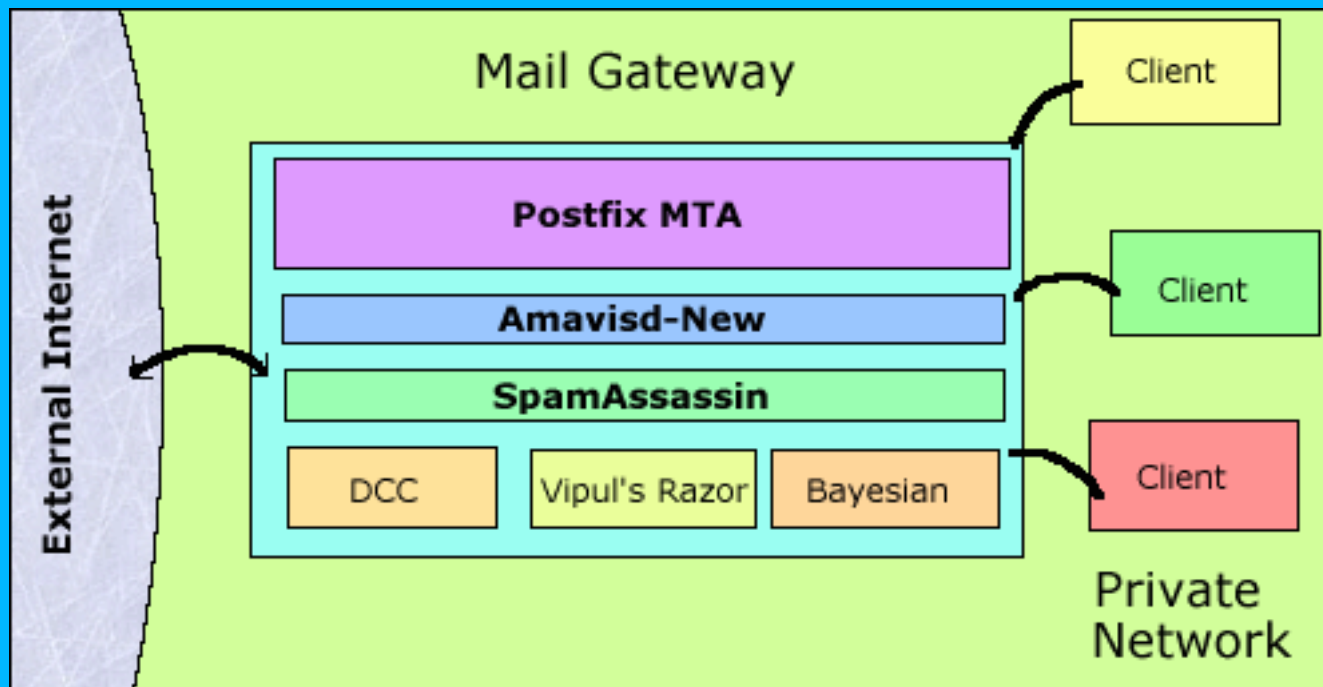 Mail Gateway
Client
Postfix MTA
External Internet
Client
Amavisd-New
SpamAssassin
Client
DCC
Vipul's Razor
Bayesian
Private
Network